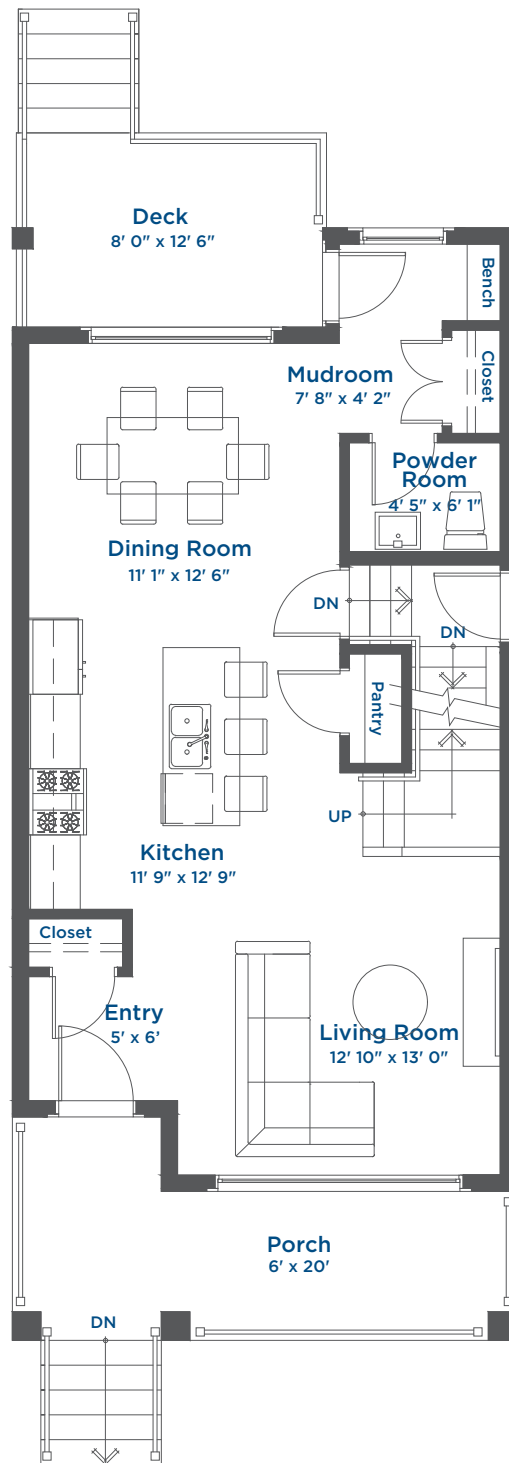 Deck
8' 0" x 12' 6"
Bench
Closet
Mudroom
7' 8" x 4' 2"
Powder
Room
4' 5" x 6' 1"
Dining Room
11' 1" x 12' 6"
DN
DN
Pantry
UP
Kitchen
11' 9" x 12' 9"
Closet
Entry
5' x 6’
Living Room
12' 10" x 13' 0"
Porch
6' x 20'
DN